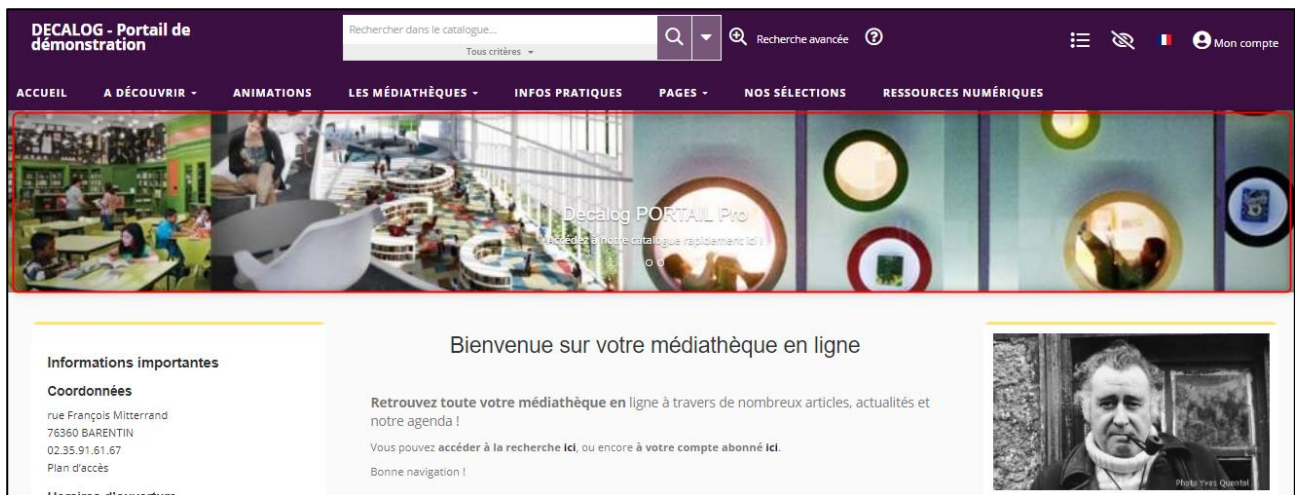 DECALOG - Portail de
démonstration
Rechercher dans le catalogue...
Tous critères
Recherche avancée
Mon compte
ACCUEIL A DÉCOUVRIR ANIMATIONS LES MÉDIATHÈQUES INFOS PRATIQUES PAGES NOS SÉLECTIONS RESSOURCES NUMÉRIQUES
Decalog PORTAIL Pro
Accédez à notre catalogue rapidement ici !
Informations importantes
Coordonnées
rue François Mitterrand
76360 BARENTIN
02.35.91.61.67
Plan d'accès
Horaires d'ouverture
Bienvenue sur votre médiathèque en ligne
Retrouvez toute votre médiathèque en ligne à travers de nombreux articles, actualités et
notre agenda !
Vous pouvez accéder à la recherche ici, ou encore à votre compte abonné ici.
Bonne navigation !
Photo Yves Quentel